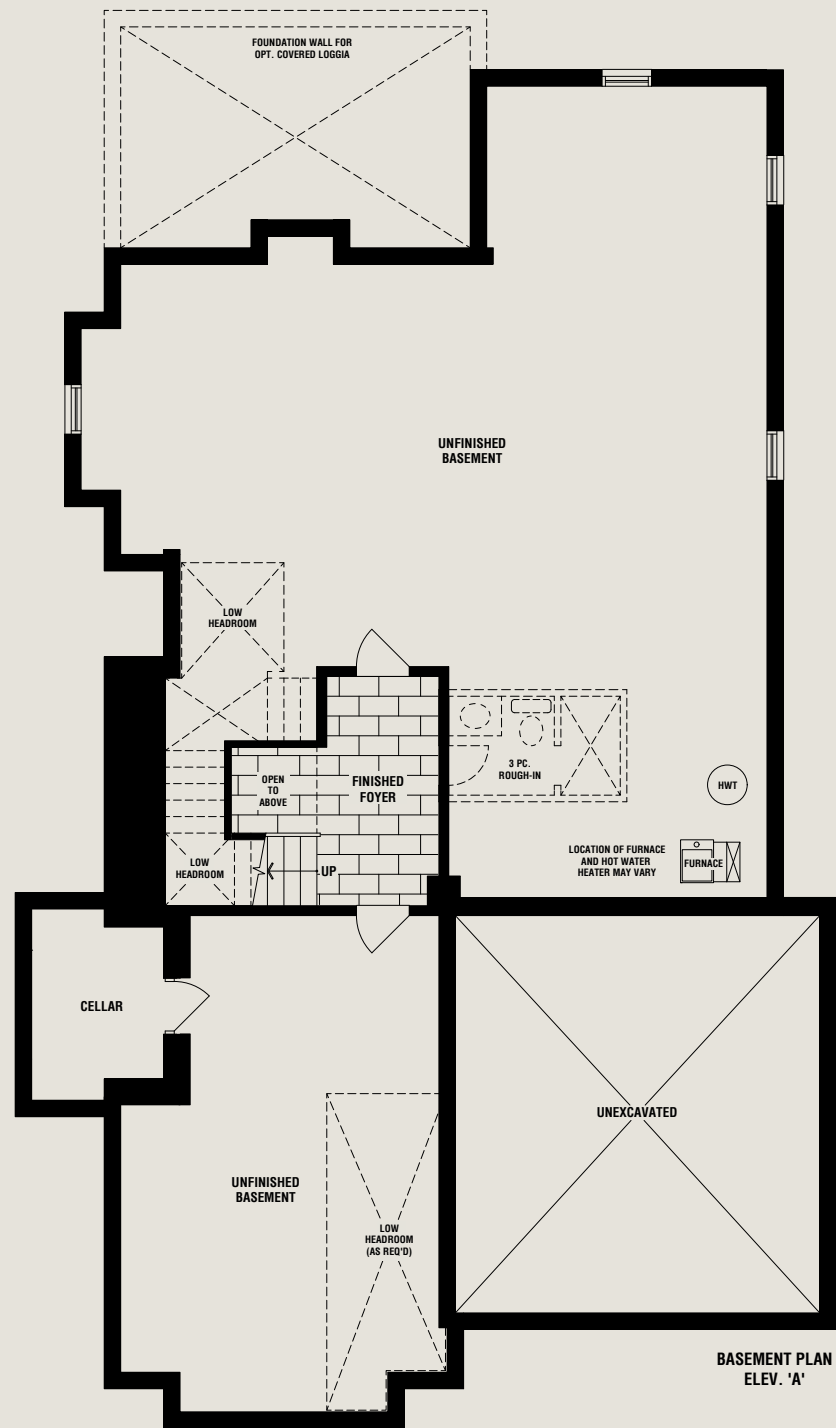 FOUNDATION WALL FOR
OPT. COVERED LOGGIA
UNFINISHED
BASEMENT
LOW
HEADROOM
OPEN
TO
ABOVE
FINISHED
FOYER
3 PC.
ROUGH-IN
HWT
LOCATION OF FURNACE
AND HOT WATER
HEATER MAY VARY
FURNACE
LOW
HEADROOM
UP
CELLAR
UNEXCAVATED
UNFINISHED
BASEMENT
LOW
HEADROOM
(AS REQ'D)
BASEMENT PLAN
ELEV. 'A'